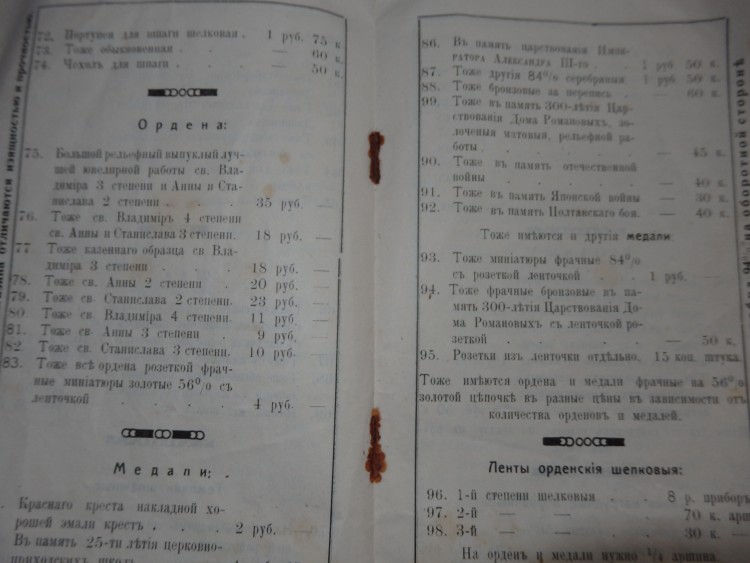 72. Портупея для шпаги шелковая . 1 руб. 75 к.
73. Тоже обыкновенная . . — 60 к.
74. Чехолъ для шпаги . . — 50 к.
Ордена:
75. Большой рельефный выпуклый луч-
шей ювелирной работы св. Вла-
диміра 3 степени и Анны и Ста-
нислава 2 степени . . . 35 руб. —
76. Тоже св. Владиміръ 4 степени
св. Анны и Станислава 3 степени. 18 руб. —
77 Тоже казеннаго образца св Вла-
диміра 3 степени . . . 18 руб. —
78. Тоже св. Анны 2 степени . 20 руб. —
79. Тоже св. Станислава 2 степени. 23 руб. —
80. Тоже св. Владиміра 4 степени. 11 руб —
81. Тоже св. Анны 3 степени . 9 руб —
82. Тоже св. Станислава 3 степени. 10 руб. —
83. Тоже всѣ ордена розеткой фрач-
ные миніатюры золотые 56% съ
ленточкой . . . . 4 руб. —
Медали:
Краснаго креста накладной хо-
рошей эмали крестъ . . . 2 руб. —
Въ память 25-ти лѣтія церковно-
приходскихъ школъ
отличаются изящностью и прочностью.
86. Въ память царствованія Импе-
ратора Александра III-го . . 1 руб 50 к.
87. Тоже другія 84% серебряныя 1 руб. 50 к.
88. Тоже бронзовые за перепись . — 60 к.
99. Тоже въ память 300-лѣтія Цар-
ствованія Дома Романовыхъ, зо-
лоченыя матовыя, рельефной ра-
боты . . . . — 45 к.
90. Тоже въ память отечественной
войны . . . . — 40 к.
91. Тоже въ память Японской войны — 30 к.
92. Тоже въ память Полтавскаго боя. — 40 к.
Тоже имеются и другія медали:
93. Тоже миніатюры фрачные 84%
съ розеткой ленточкой . 1 руб. —
94. Тоже фрачные бронзовые въ па-
мять 300-лѣтія Царствованія До-
ма Романовыхъ съ ленточкой ро-
зеткой . . . . — 50 к.
95. Розетки изъ ленточки отдѣльно. 15 коп. штука.
Тоже имѣются ордена и медали фрачные на 56%
золотой цѣпочкѣ в разные цѣны въ зависимости отъ
количества орденовъ и медалей.
Ленты орденскія шелковыя:
96. 1-й степени шелковыя . 8 р. приборъ
97. 2-й — — . 70 к. арш
98. 3-й — — . 30 к. —
На орденъ и медали нужно ¼ аршина.
на оборотной сторонѣ